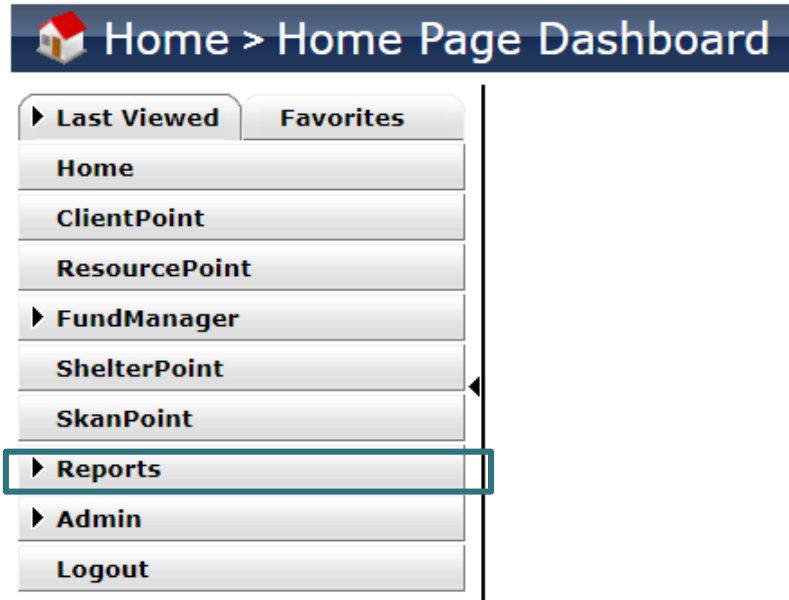 Home > Home Page Dashboard
Last Viewed Favorites
Home
ClientPoint
ResourcePoint
FundManager
ShelterPoint
SkanPoint
Reports
Admin
Logout